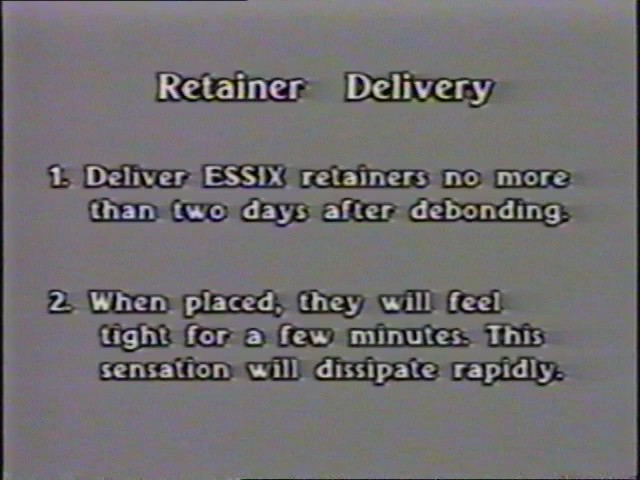 Retainer Delivery
1. Deliver ESSIX retainers no more
than two days after debonding.
2. When placed, they will feel
tight for a few minutes. This
sensation will dissipate rapidly.